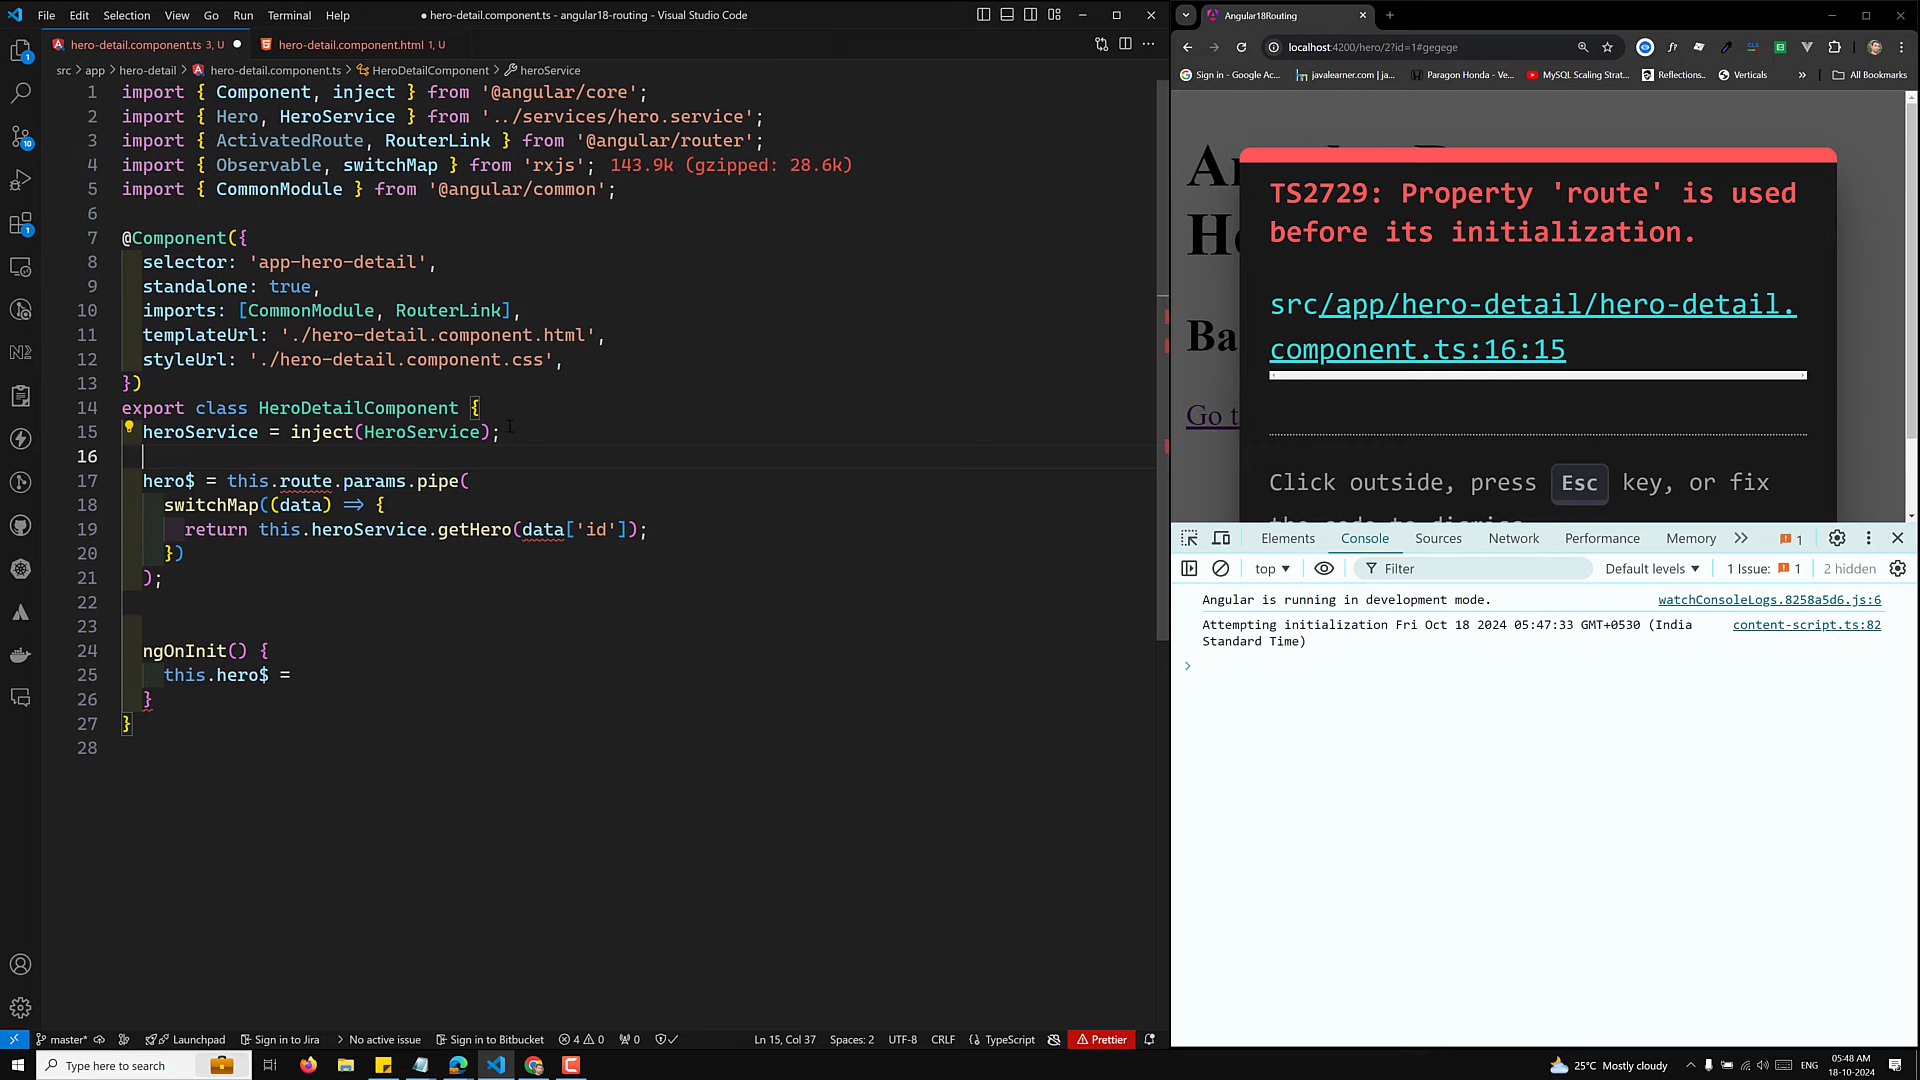 File Edit Selection View Go Run Terminal Help
● hero-detail.component.ts - angular18-routing - Visual Studio Code
hero-detail.component.ts 3, U ●
hero-detail.component.html 1, U
src > app > hero-detail > hero-detail.component.ts > HeroDetailComponent > heroService
1 import { Component, inject } from '@angular/core';
2 import { Hero, HeroService } from '../services/hero.service';
3 import { ActivatedRoute, RouterLink } from '@angular/router';
4 import { Observable, switchMap } from 'rxjs'; 143.9k (gzipped: 28.6k)
5 import { CommonModule } from '@angular/common';
6
7 @Component({
8 selector: 'app-hero-detail',
9 standalone: true,
10 imports: [CommonModule, RouterLink],
11 templateUrl: './hero-detail.component.html',
12 styleUrl: './hero-detail.component.css',
13 })
14 export class HeroDetailComponent {
15 heroService = inject(HeroService);
16
17 hero$ = this.route.params.pipe(
18 switchMap((data) => {
19 return this.heroService.getHero(data['id']);
20 })
21 );
22
23
24 ngOnInit() {
25 this.hero$ =
26 }
27 }
28
master* Launchpad Sign in to Jira No active issue Sign in to Bitbucket 4 0 0 Ln 15, Col 37 Spaces: 2 UTF-8 CRLF TypeScript Prettier
Angular18Routing
localhost:4200/hero/2?id=1#gegege
Sign in - Google Ac... javalearner.com | ja... Paragon Honda - Ve... MySQL Scaling Strat... Reflections.. Verticals » All Bookmarks
TS2729: Property 'route' is used
before its initialization.
src/app/hero-detail/hero-detail.
component.ts:16:15
Ba
Go t
Click outside, press Esc key, or fix
the code to dismiss
Elements Console Sources Network Performance Memory » 1
top Filter Default levels 1 Issue: 1 2 hidden
Angular is running in development mode. watchConsoleLogs.8258a5d6.js:6
Attempting initialization Fri Oct 18 2024 05:47:33 GMT+0530 (India content-script.ts:82
Standard Time)
Type here to search
25°C Mostly cloudy ENG 05:48 AM
18-10-2024